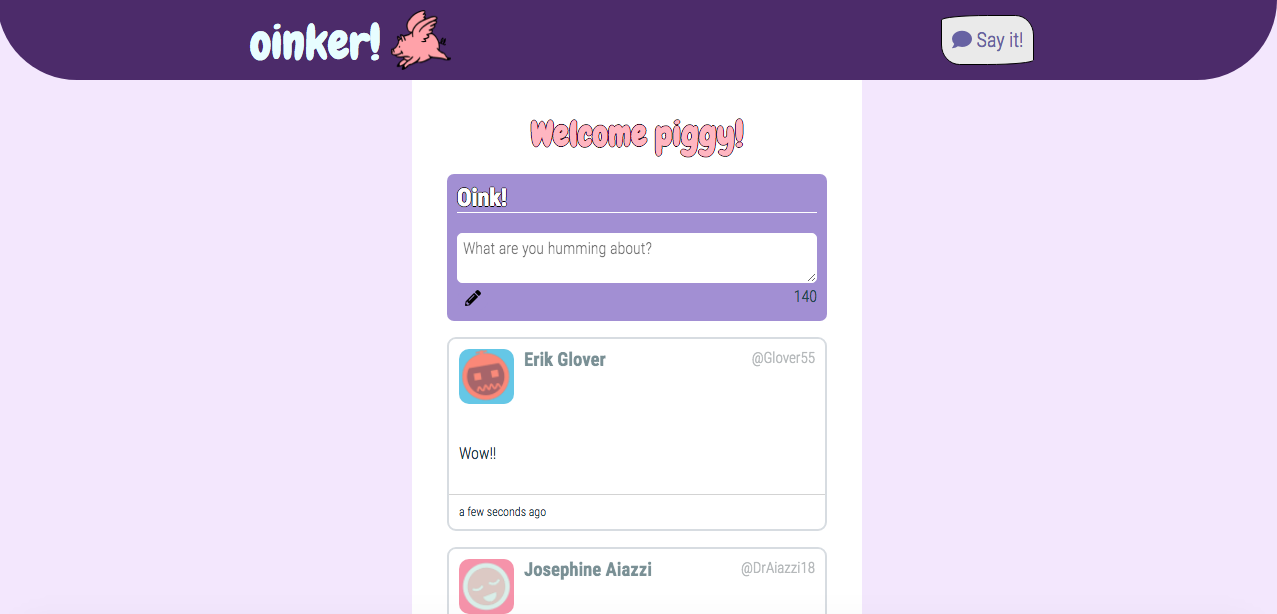 oinker!
Say it!
Welcome piggy!
Oink!
What are you humming about?
140
Erik Glover
@Glover55
Wow!!
a few seconds ago
Josephine Aiazzi
@DrAiazzi18